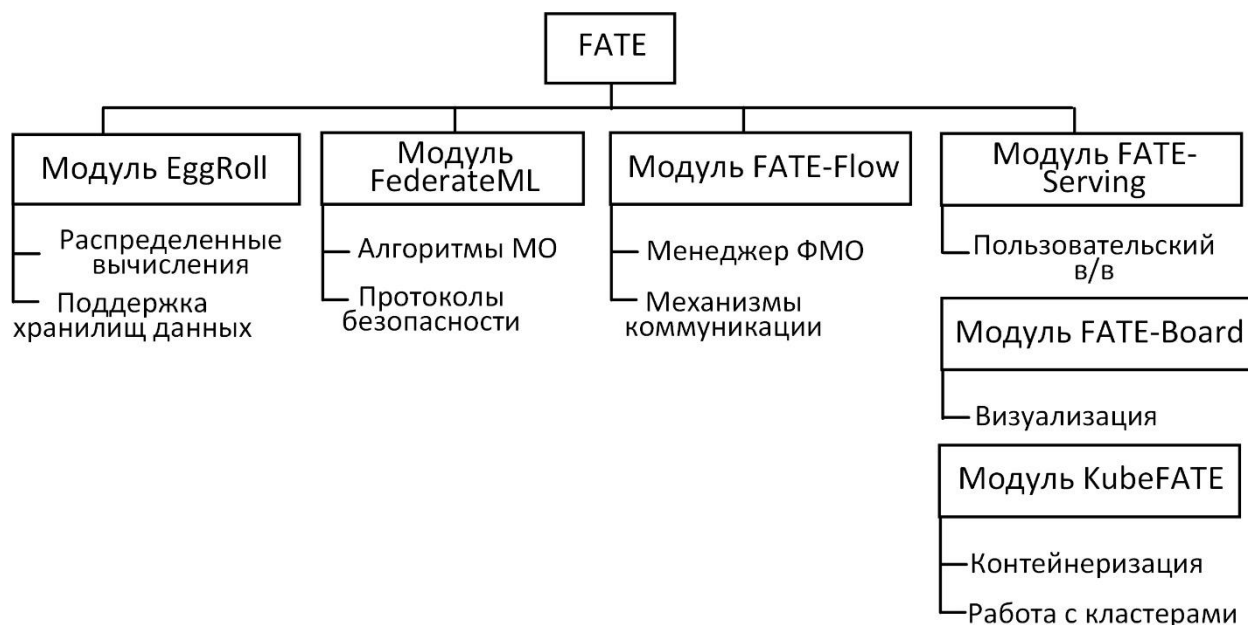 FATE
Модуль EggRoll
Распределенные
вычисления
Поддержка
хранилищ данных
Модуль
FederateML
Алгоритмы МО
Протоколы
безопасности
Модуль FATE-Flow
Менеджер ФМО
Механизмы
коммуникации
Модуль FATE-
Serving
Пользовательский
в/в
Модуль FATE-Board
Визуализация
Модуль KubeFATE
Контейнеризация
Работа с кластерами